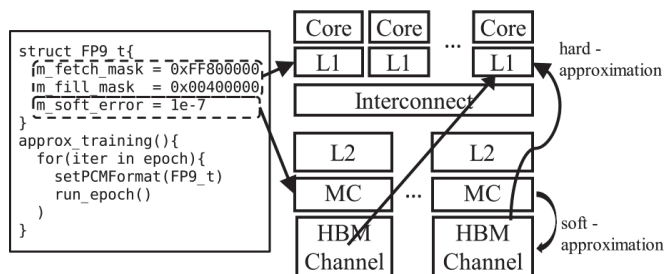 struct FP9_t{
m_fetch_mask = 0xFF800000
m_fill_mask = 0x00400000
m_soft_error = 1e-7
}
approx_training(){
for(iter in epoch){
setPCMFormat(FP9_t)
run_epoch()
)
}
Core Core ... Core
L1 L1 L1
Interconnect
L2 L2
MC ... MC
HBM Channel
HBM Channel
hard -
approximation
soft -
approximation